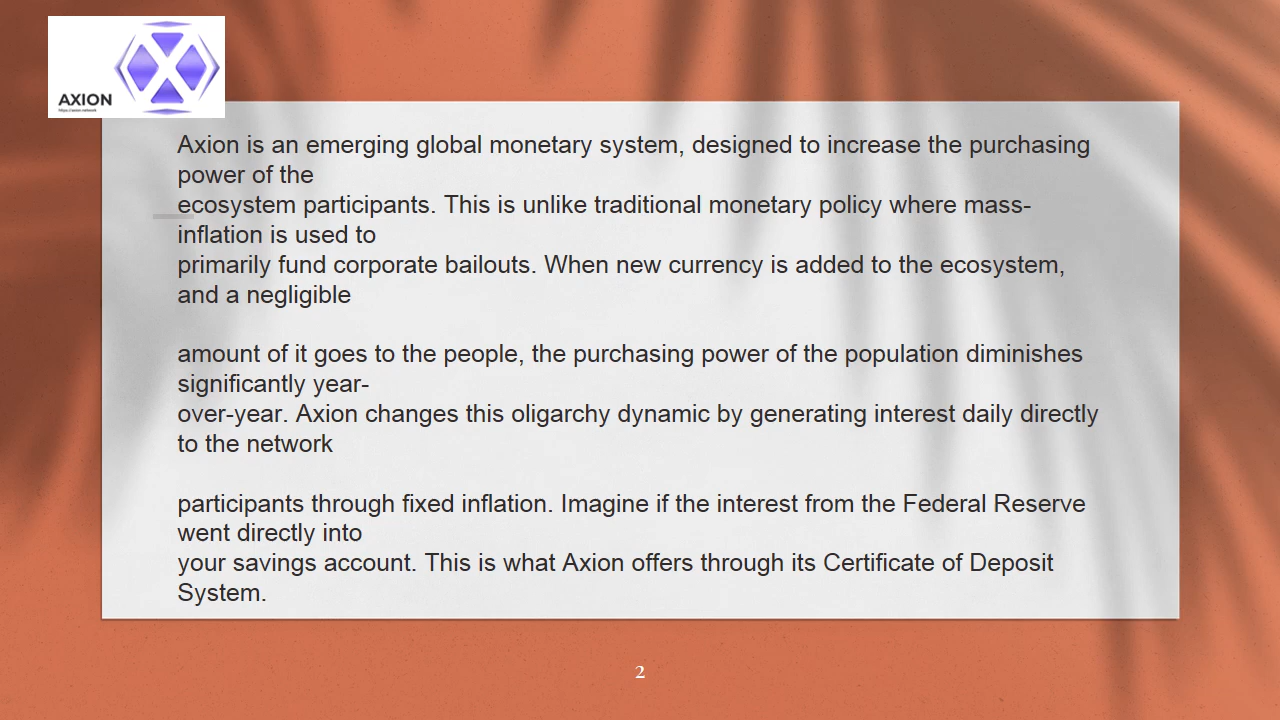 AXION
https://axion.network
Axion is an emerging global monetary system, designed to increase the purchasing
power of the
ecosystem participants. This is unlike traditional monetary policy where mass-
inflation is used to
primarily fund corporate bailouts. When new currency is added to the ecosystem,
and a negligible
amount of it goes to the people, the purchasing power of the population diminishes
significantly year-
over-year. Axion changes this oligarchy dynamic by generating interest daily directly
to the network
participants through fixed inflation. Imagine if the interest from the Federal Reserve
went directly into
your savings account. This is what Axion offers through its Certificate of Deposit
System.
2